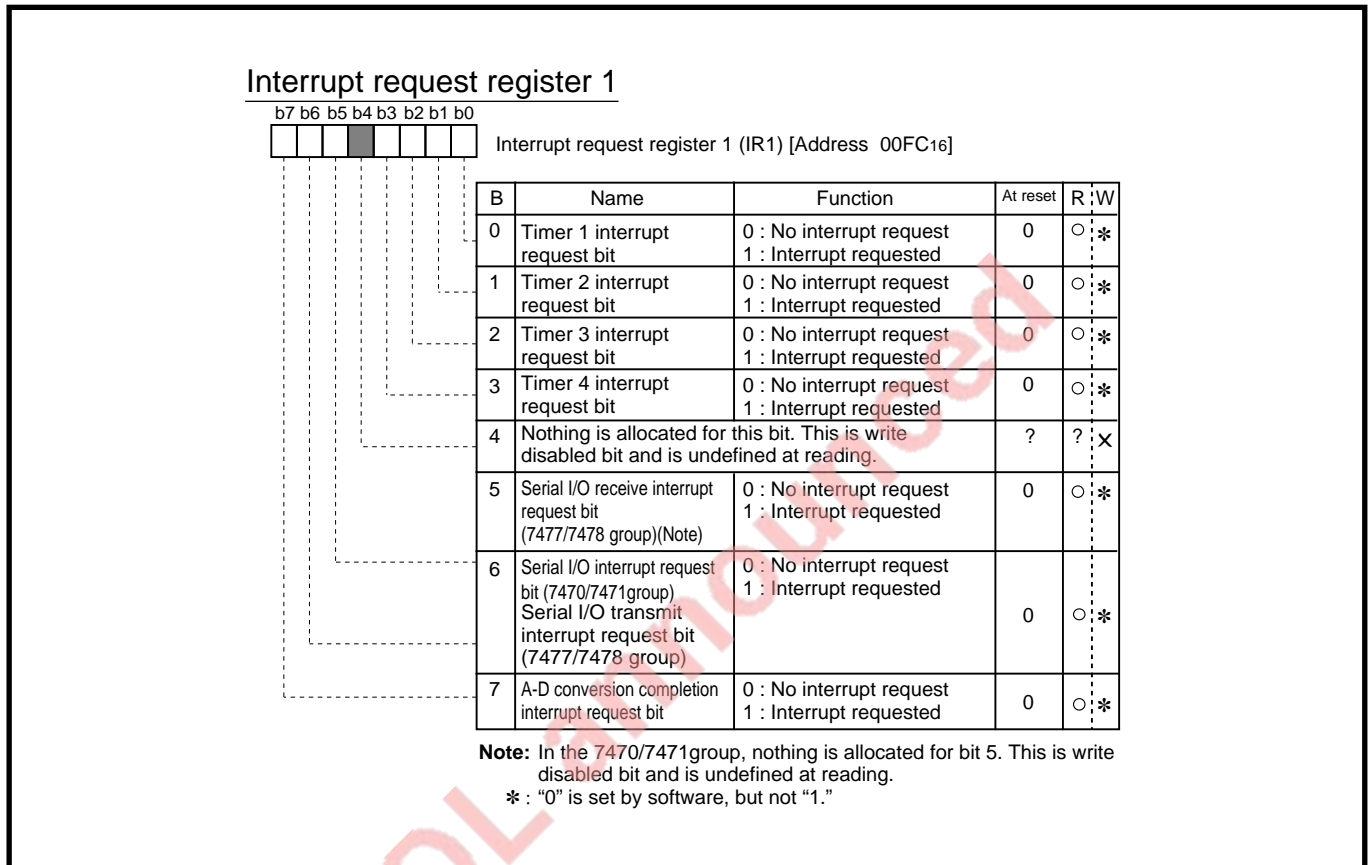 Interrupt request register 1
b7 b6 b5 b4 b3 b2 b1 b0
Interrupt request register 1 (IR1) [Address 00FC16]
B Name Function At reset R W
0 Timer 1 interrupt request bit 0 : No interrupt request 1 : Interrupt requested 0 ○ *
1 Timer 2 interrupt request bit 0 : No interrupt request 1 : Interrupt requested 0 ○ *
2 Timer 3 interrupt request bit 0 : No interrupt request 1 : Interrupt requested 0 ○ *
3 Timer 4 interrupt request bit 0 : No interrupt request 1 : Interrupt requested 0 ○ *
4 Nothing is allocated for this bit. This is write disabled bit and is undefined at reading. ? ? ×
5 Serial I/O receive interrupt request bit (7477/7478 group)(Note) 0 : No interrupt request 1 : Interrupt requested 0 ○ *
6 Serial I/O interrupt request bit (7470/7471group) Serial I/O transmit interrupt request bit (7477/7478 group) 0 : No interrupt request 1 : Interrupt requested 0 ○ *
7 A-D conversion completion interrupt request bit 0 : No interrupt request 1 : Interrupt requested 0 ○ *
Note: In the 7470/7471group, nothing is allocated for bit 5. This is write
disabled bit and is undefined at reading.
* : “0” is set by software, but not “1.”
OL announced